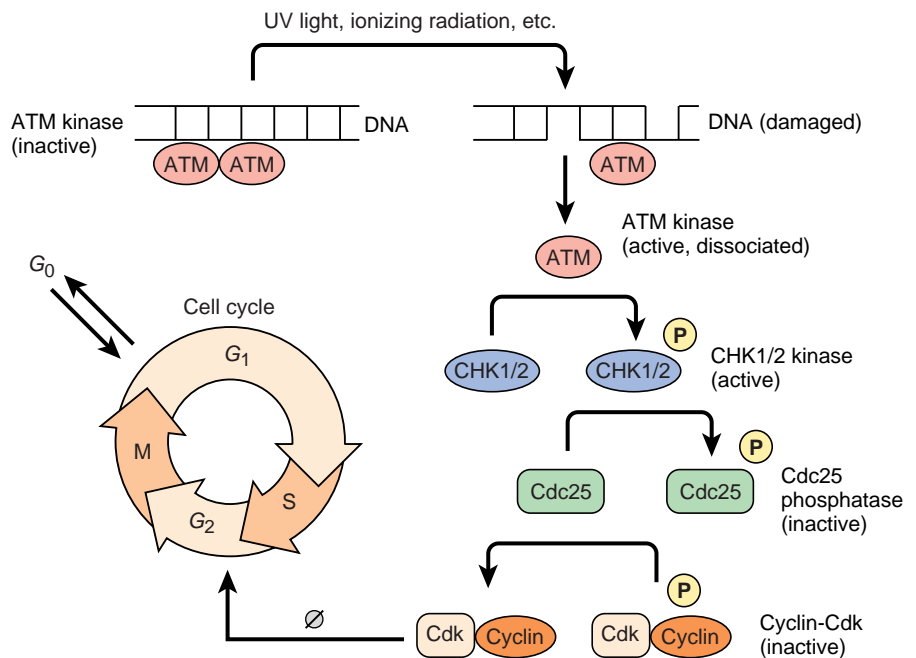 UV light, ionizing radiation, etc.
ATM kinase
(inactive)
DNA
DNA (damaged)
ATM
ATM
ATM
ATM kinase
(active, dissociated)
ATM
G0
Cell cycle
G1
S
G2
M
P
CHK1/2
CHK1/2
CHK1/2 kinase
(active)
P
Cdc25
Cdc25
Cdc25
phosphatase
(inactive)
P
Cdk
Cyclin
Cdk
Cyclin
Cyclin-Cdk
(inactive)